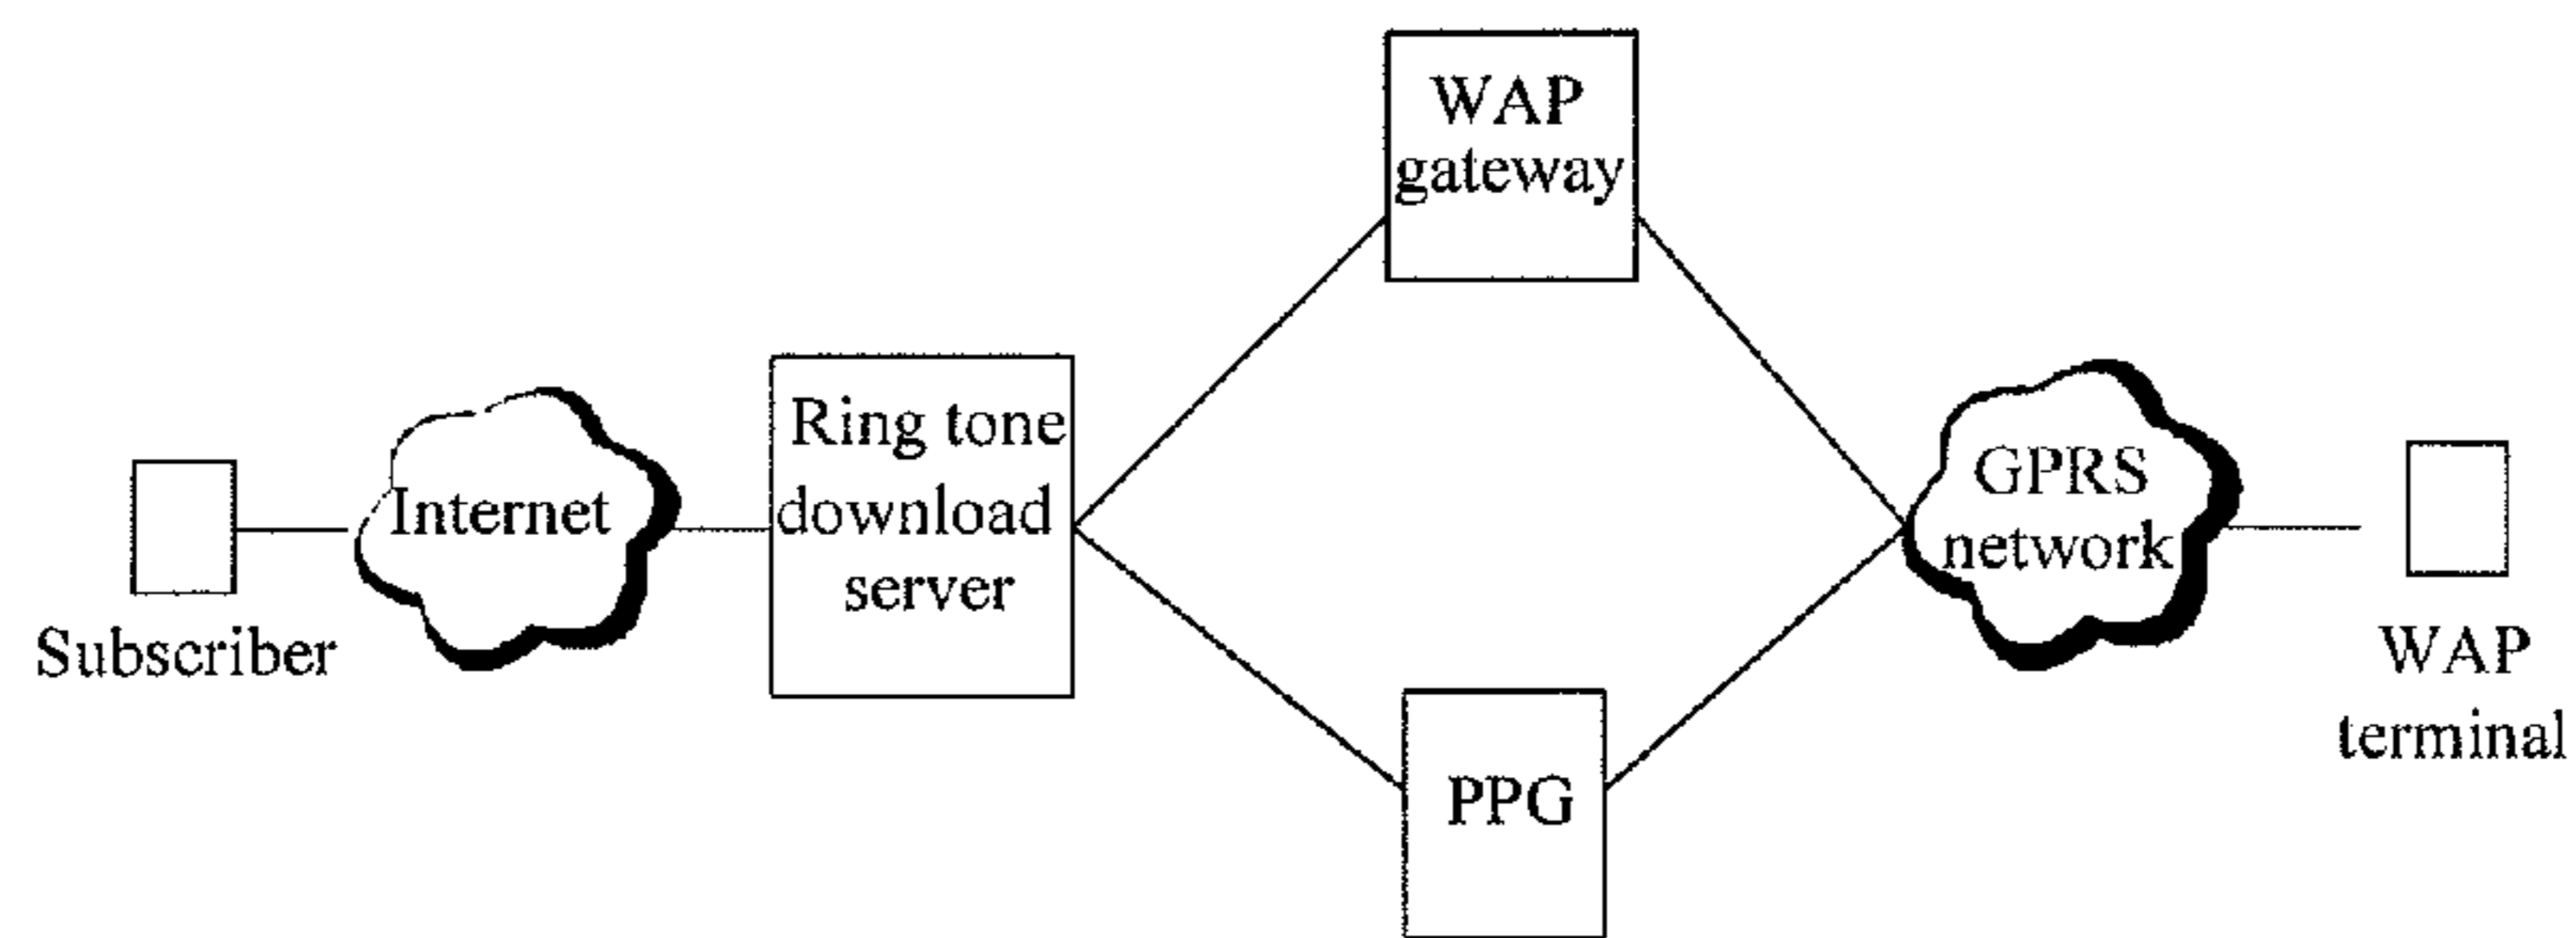 WAP
gateway
Ring tone
download
server
Internet
Subscriber
GPRS
network
WAP
terminal
PPG